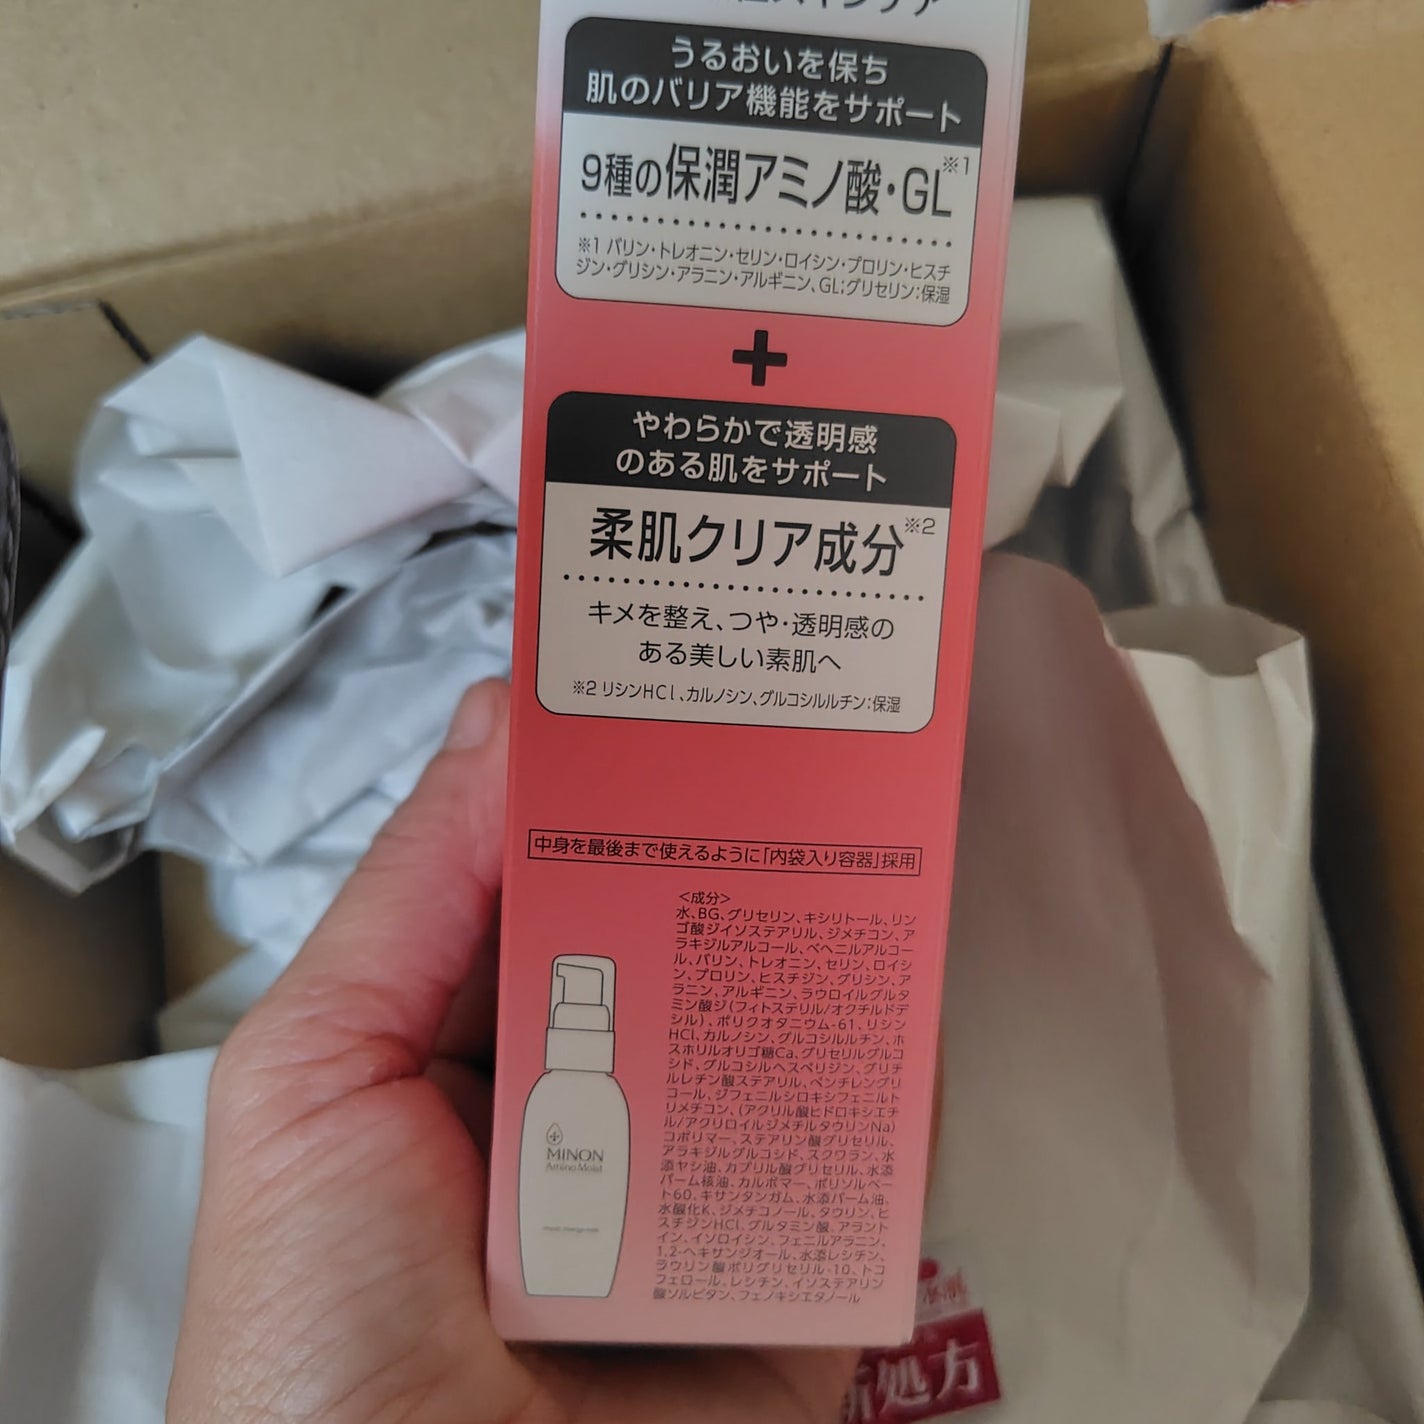 スキンケア
うるおいを保ち
肌のバリア機能をサポート
9種の保潤アミノ酸・GL※1
※1 バリン・トレオニン・セリン・ロイシン・プロリン・ヒスチ
ジン・グリシン・アラニン・アルギニン、GL:グリセリン:保湿
+
やわらかで透明感
のある肌をサポート
柔肌クリア成分※2
キメを整え、つや・透明感の
ある美しい素肌へ
※2 リシンHCl、カルノシン、グルコシルルチン:保湿
中身を最後まで使えるように「内袋入り容器」採用
<成分>
水、BG、グリセリン、キシリトール、リン
ゴ酸ジイソステアリル、ジメチコン、ア
ラキジルアルコール、ベヘニルアルコー
ル、バリン、トレオニン、セリン、ロイシ
ン、プロリン、ヒスチジン、グリシン、ア
ラニン、アルギニン、ラウロイルグルタ
ミン酸ジ(フィトステリル/オクチルドデ
シル)、ポリクオタニウム-61、リシン
HCl、カルノシン、グルコシルルチン、ホ
スホリルオリゴ糖Ca、グリセリルグルコ
シド、グルコシルヘスペリジン、グリチ
ルレチン酸ステアリル、ペンチレングリ
コール、ジフェニルシロキシフェニルト
リメチコン、(アクリル酸ヒドロキシエチ
ル/アクリロイルジメチルタウリンNa)
コポリマー、ステアリン酸グリセリル、
アラキジルグルコシド、スクワラン、水
添ヤシ油、カプリル酸グリセリル、水添
パーム核油、カルボマー、ポリソルベー
ト60、キサンタンガム、水添パーム油、
水酸化K、ジメチコノール、タウリン、ヒ
スチジンHCl、グルタミン酸、アラント
イン、イソロイシン、フェニルアラニン、
1,2-ヘキサンジオール、水添レシチン、
ラウリン酸ポリグリセリル-10、トコ
フェロール、レシチン、イソステアリン
酸ソルビタン、フェノキシエタノール
MINON
Amino Moist
新処方